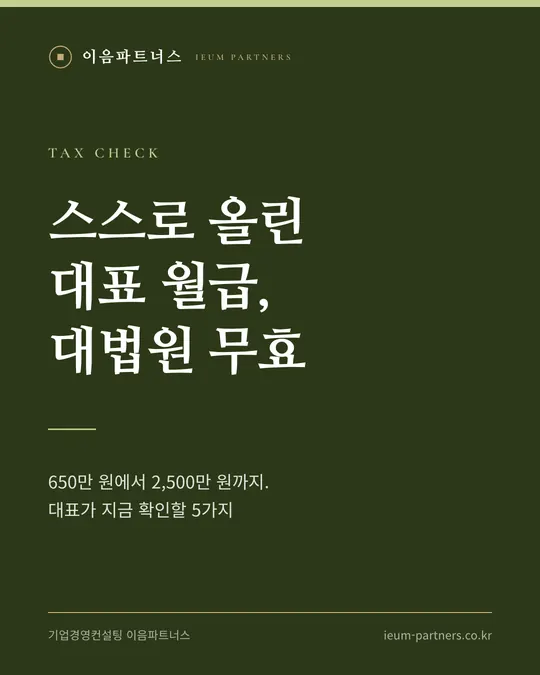 이음파트너스 IEUM PARTNERS
TAX CHECK
스스로 올린
대표 월급,
대법원 무효
650만 원에서 2,500만 원까지.
대표가 지금 확인할 5가지
기업경영컨설팅 이음파트너스
ieum-partners.co.kr